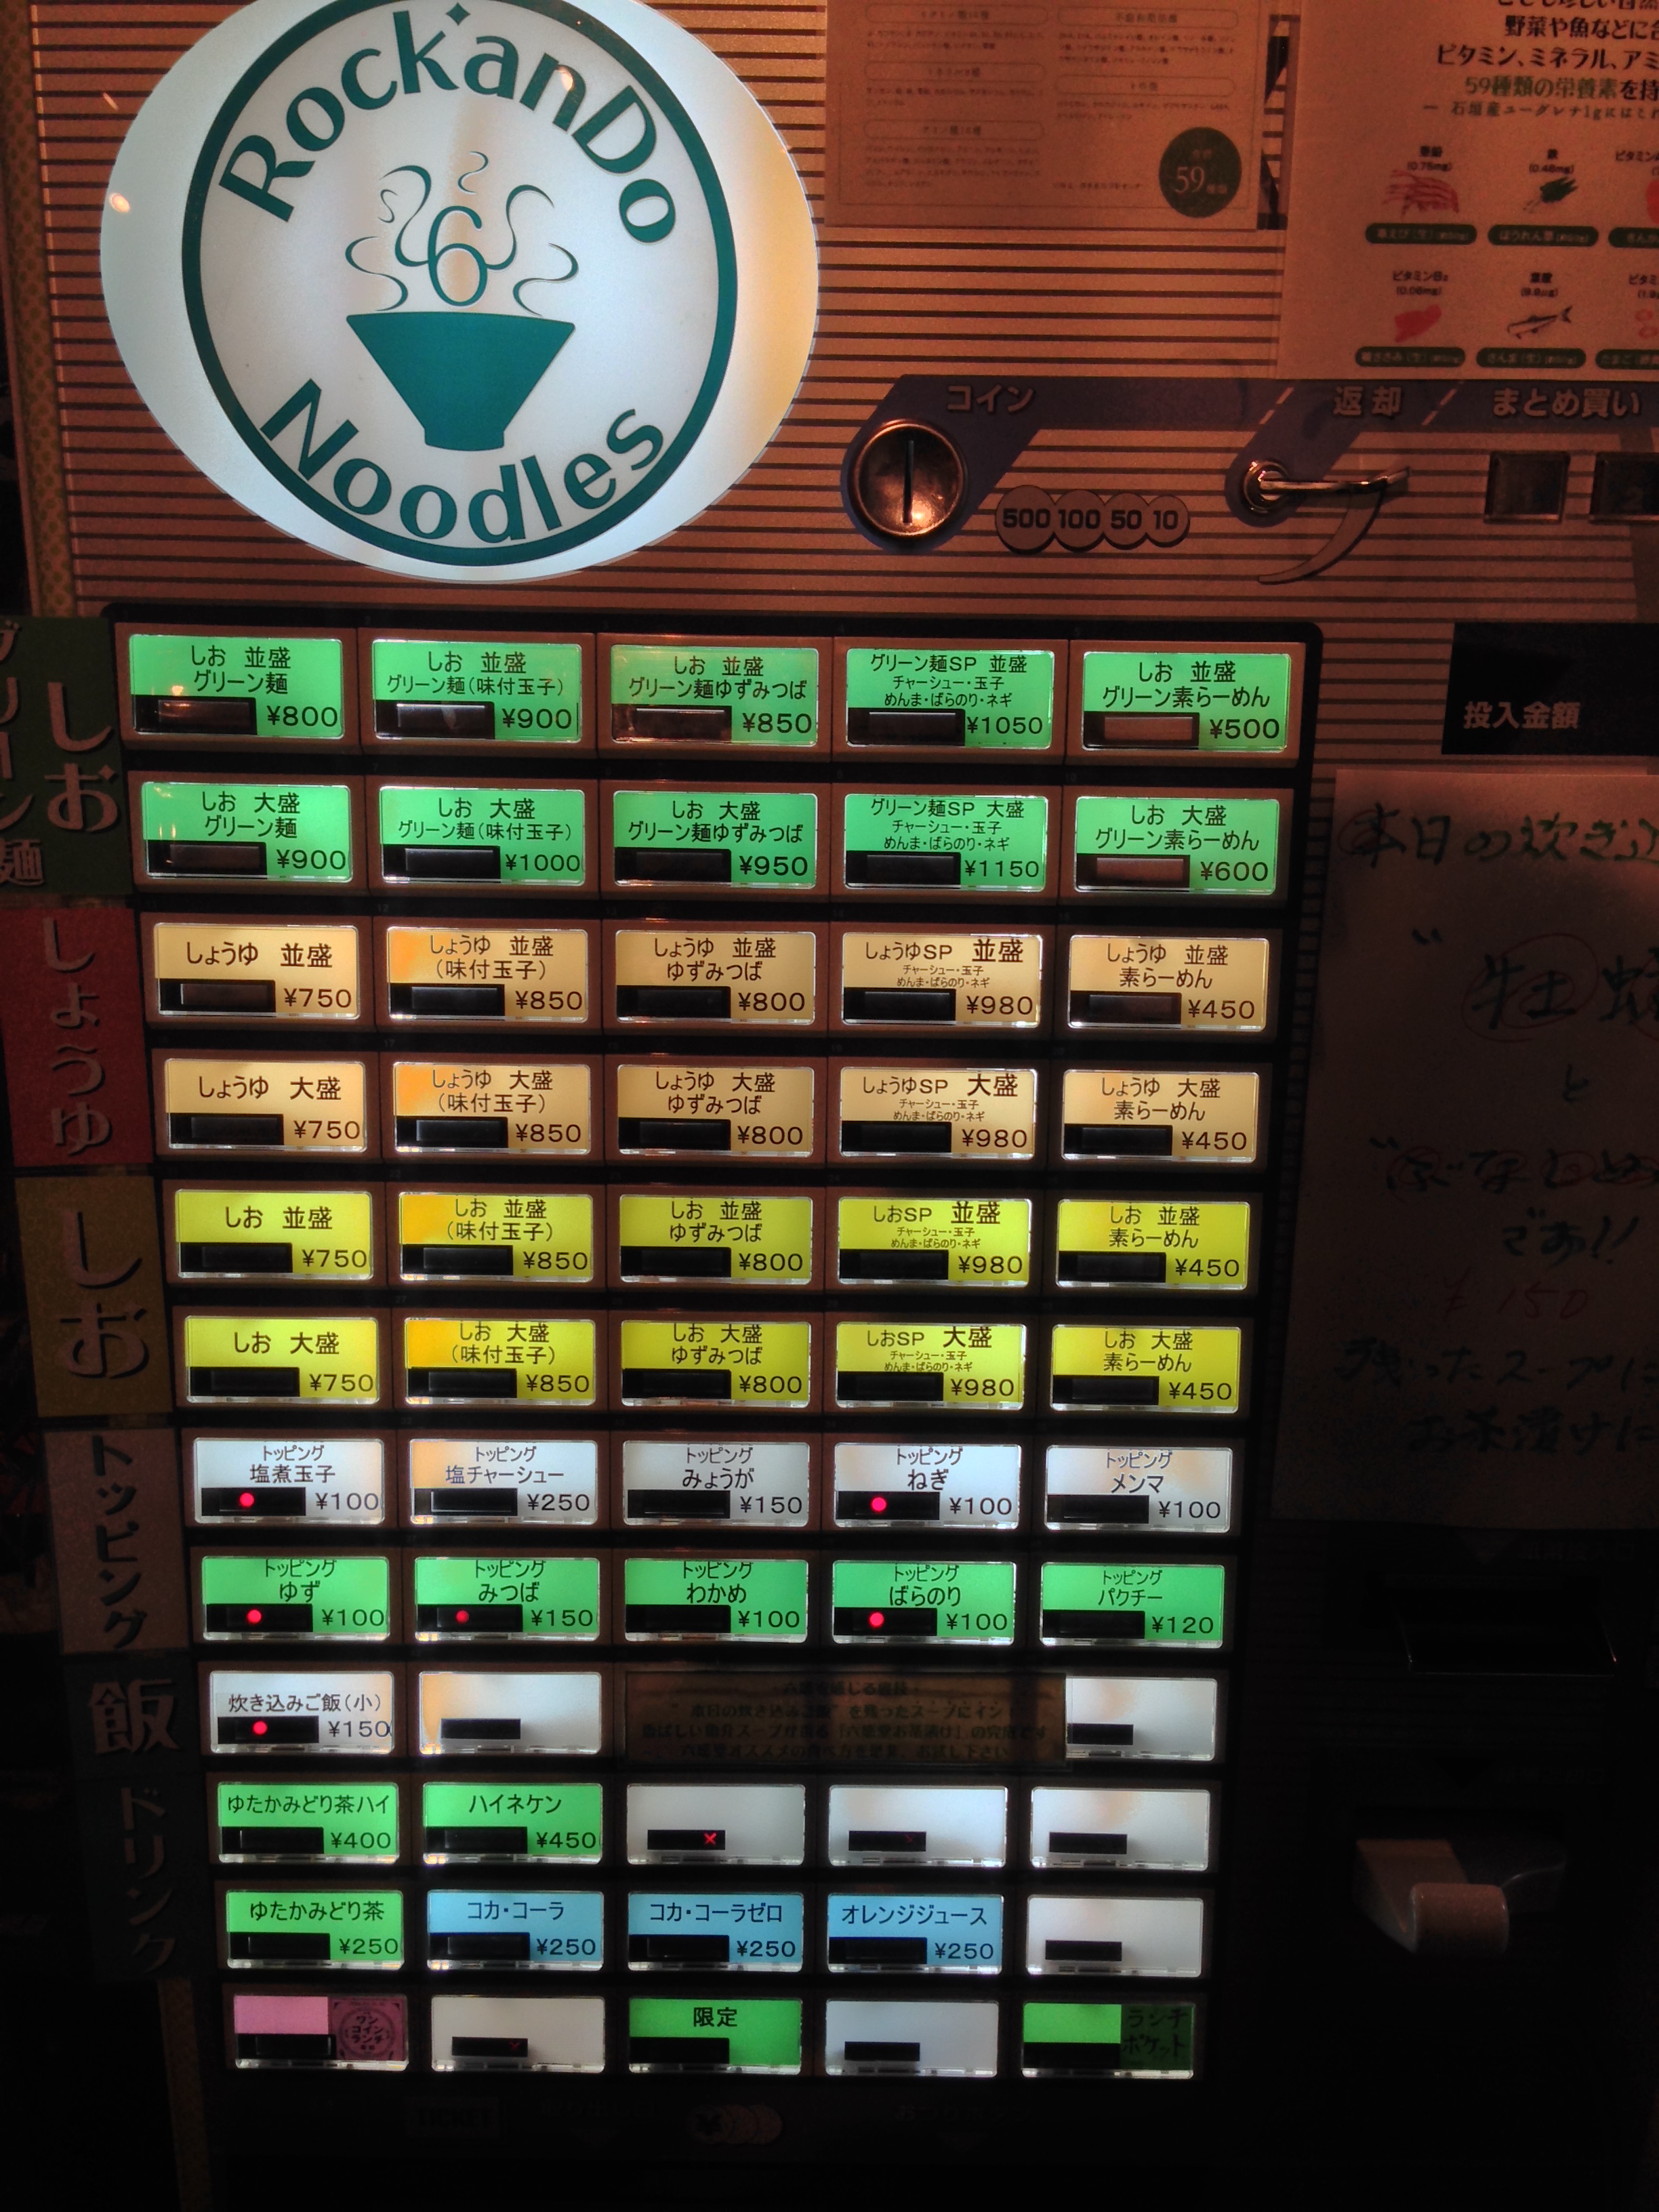 RockanDo
6
Noodles
59
野菜や魚などに
ビタミン、ミネラル、アミ
59種類の栄養素を持
コイン
返却
まとめ買い
500 100 50 10
投入金額
グリーン麺
しお
しお 並盛
グリーン麺
¥800
しお 並盛
グリーン麺(味付玉子)
¥900
しお 並盛
グリーン麺ゆずみつば
¥850
グリーン麺SP 並盛
チャーシュー・玉子
めんま・ばらのり・ネギ
¥1050
しお 並盛
グリーン素らーめん
¥500
しお 大盛
グリーン麺
¥900
しお 大盛
グリーン麺(味付玉子)
¥1000
しお 大盛
グリーン麺ゆずみつば
¥950
グリーン麺SP 大盛
チャーシュー・玉子
めんま・ばらのり・ネギ
¥1150
しお 大盛
グリーン素らーめん
¥600
しょうゆ
しょうゆ 並盛
¥750
しょうゆ 並盛
(味付玉子)
¥850
しょうゆ 並盛
ゆずみつば
¥800
しょうゆSP 並盛
チャーシュー・玉子
めんま・ばらのり・ネギ
¥980
しょうゆ 並盛
素らーめん
¥450
しょうゆ 大盛
¥750
しょうゆ 大盛
(味付玉子)
¥850
しょうゆ 大盛
ゆずみつば
¥800
しょうゆSP 大盛
チャーシュー・玉子
めんま・ばらのり・ネギ
¥980
しょうゆ 大盛
素らーめん
¥450
しお
しお 並盛
¥750
しお 並盛
(味付玉子)
¥850
しお 並盛
ゆずみつば
¥800
しおSP 並盛
チャーシュー・玉子
めんま・ばらのり・ネギ
¥980
しお 並盛
素らーめん
¥450
しお 大盛
¥750
しお 大盛
(味付玉子)
¥850
しお 大盛
ゆずみつば
¥800
しおSP 大盛
チャーシュー・玉子
めんま・ばらのり・ネギ
¥980
しお 大盛
素らーめん
¥450
トッピング
トッピング
塩煮玉子
¥100
トッピング
塩チャーシュー
¥250
トッピング
みょうが
¥150
トッピング
ねぎ
¥100
トッピング
メンマ
¥100
トッピング
ゆず
¥100
トッピング
みつば
¥150
トッピング
わかめ
¥100
トッピング
ばらのり
¥100
トッピング
パクチー
¥120
飯
炊き込みご飯(小)
¥150
ドリンク
ゆたかみどり茶ハイ
¥400
ハイネケン
¥450
ゆたかみどり茶
¥250
コカ・コーラ
¥250
コカ・コーラゼロ
¥250
オレンジジュース
¥250
ワン
コイン
ランチ
限定
ランチ
ポケット
本日の炊き込
牡蛎
と
であ!!
¥150
残ったスープに
お茶漬けに